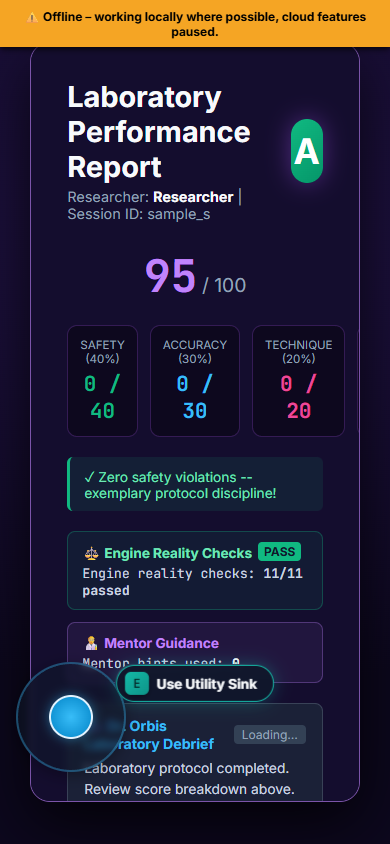 ⚠️ Offline – working locally where possible, cloud features
paused.
Laboratory
Performance
Report
A
Researcher: Researcher |
Session ID: sample_s
95 / 100
SAFETY
(40%)
0 /
40
ACCURACY
(30%)
0 /
30
TECHNIQUE
(20%)
0 /
20
✓ Zero safety violations --
exemplary protocol discipline!
⚖️ Engine Reality Checks PASS
Engine reality checks: 11/11
passed
Mentor Guidance
Mentor hints used: 0
E Use Utility Sink
Orbis
Debrief
Loading...
Laboratory protocol completed.
Review score breakdown above.